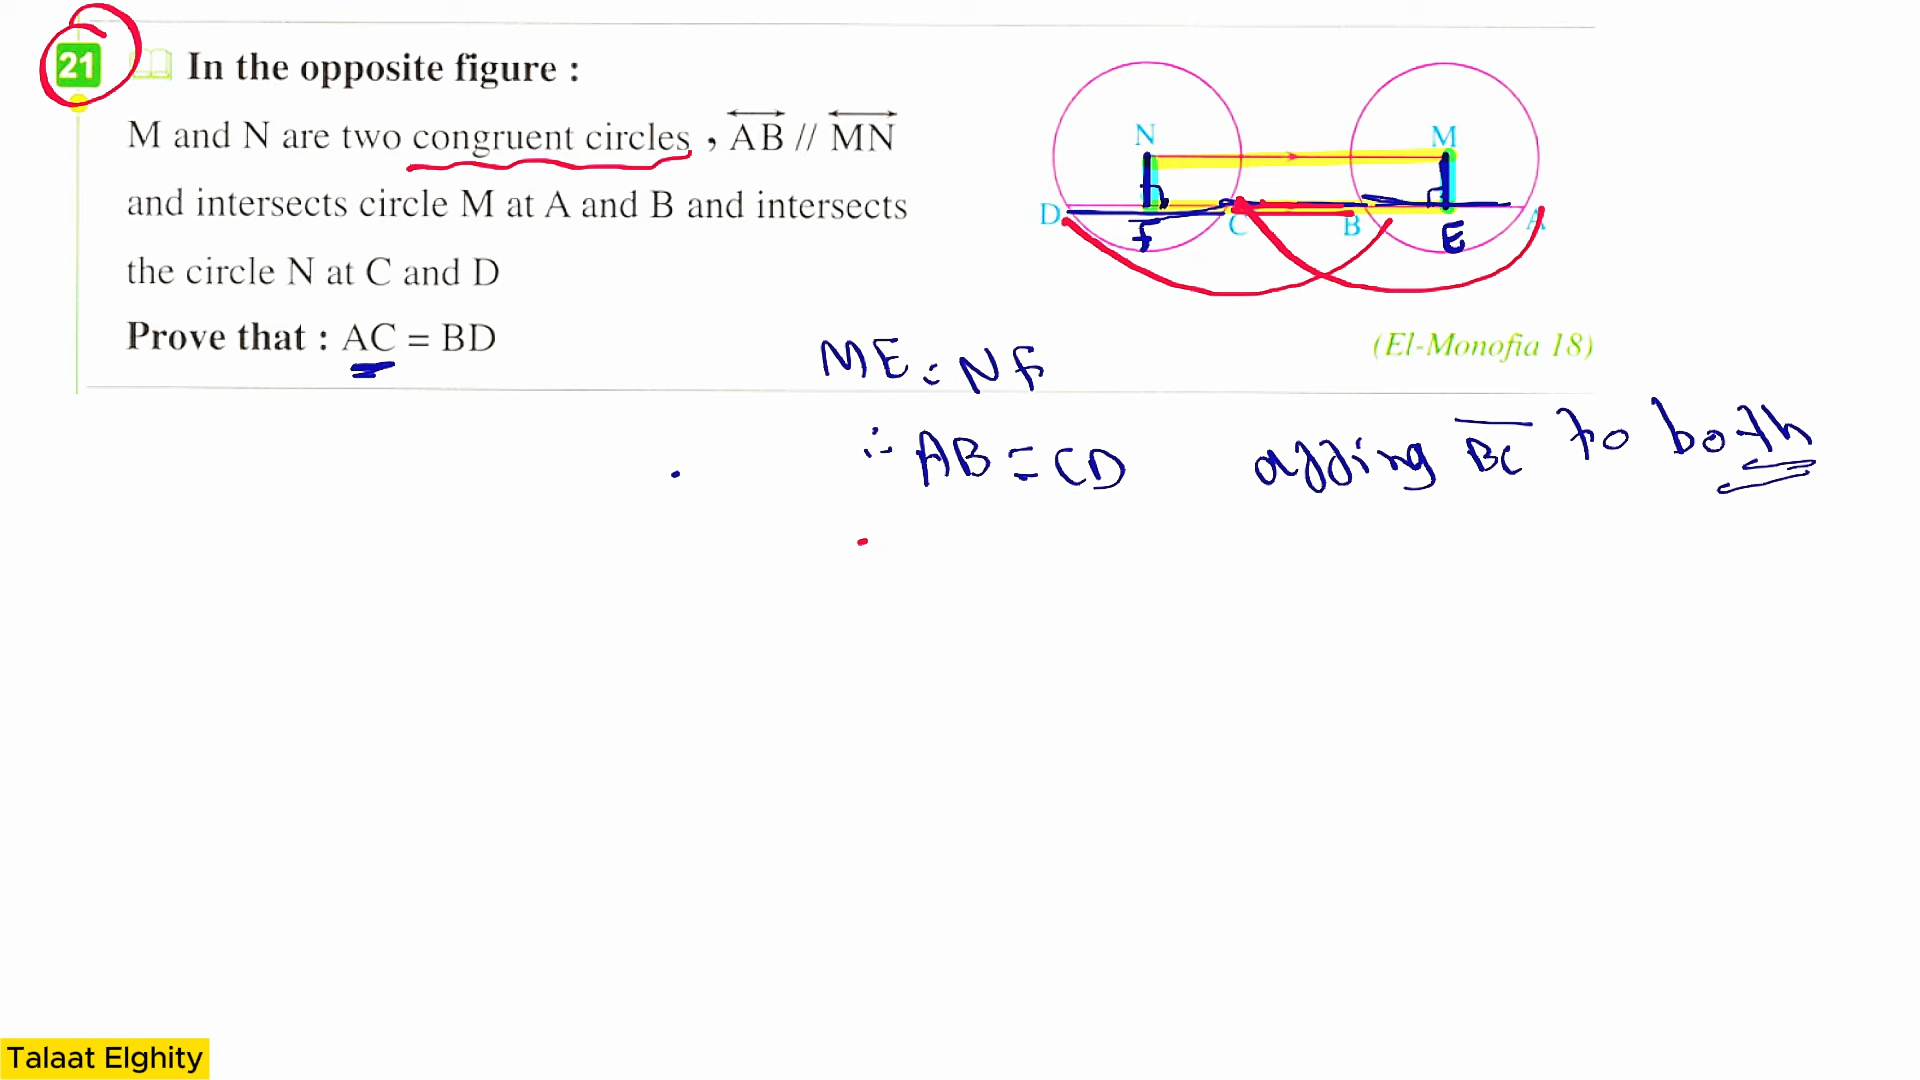 21 In the opposite figure :
M and N are two congruent circles , AB // MN
and intersects circle M at A and B and intersects
the circle N at C and D
Prove that : AC = BD
N M
D C B A
F E
(El-Monofia 18)
ME = NF
∴ AB = CD adding BC to both
Talaat Elghity